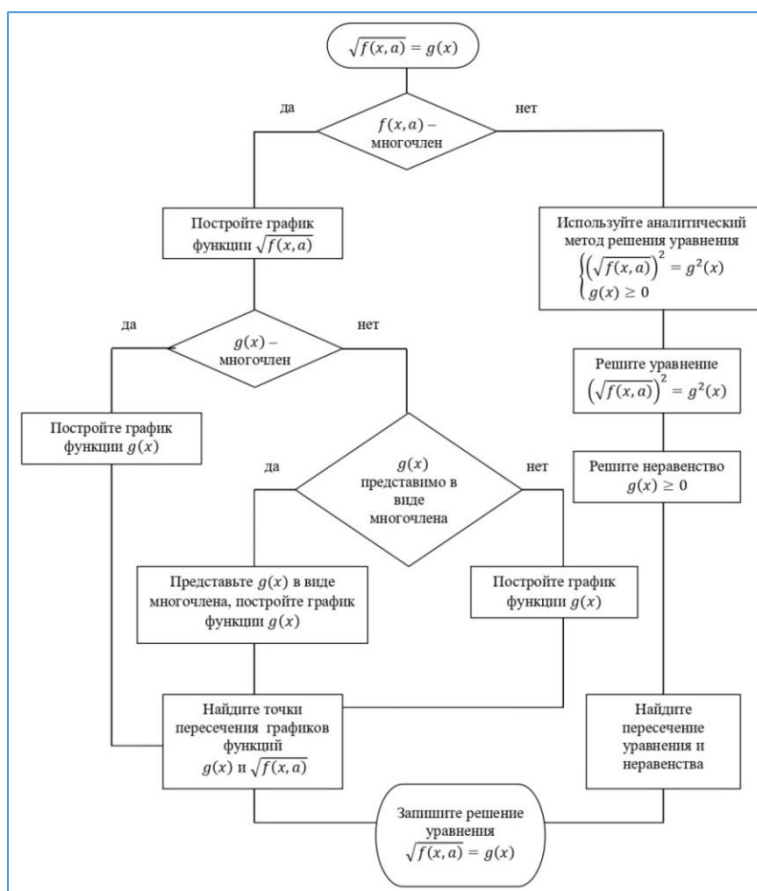 √f(x, a) = g(x)
да
нет
f(x, a) –
многочлен
Постройте график
функции √f(x, a)
Используйте аналитический
метод решения уравнения
{(√f(x, a))² = g²(x)
g(x) ≥ 0
да
нет
g(x) –
многочлен
Решите уравнение
(√f(x, a))² = g²(x)
Постройте график
функции g(x)
Решите неравенство
g(x) ≥ 0
да
нет
g(x)
представимо в
виде
многочлена
Представьте g(x) в виде
многочлена, постройте график
функции g(x)
Постройте график
функции g(x)
Найдите точки
пересечения графиков
функций
g(x) и √f(x, a)
Найдите
пересечение
уравнения и
неравенства
Запишите решение
уравнения
√f(x, a) = g(x)